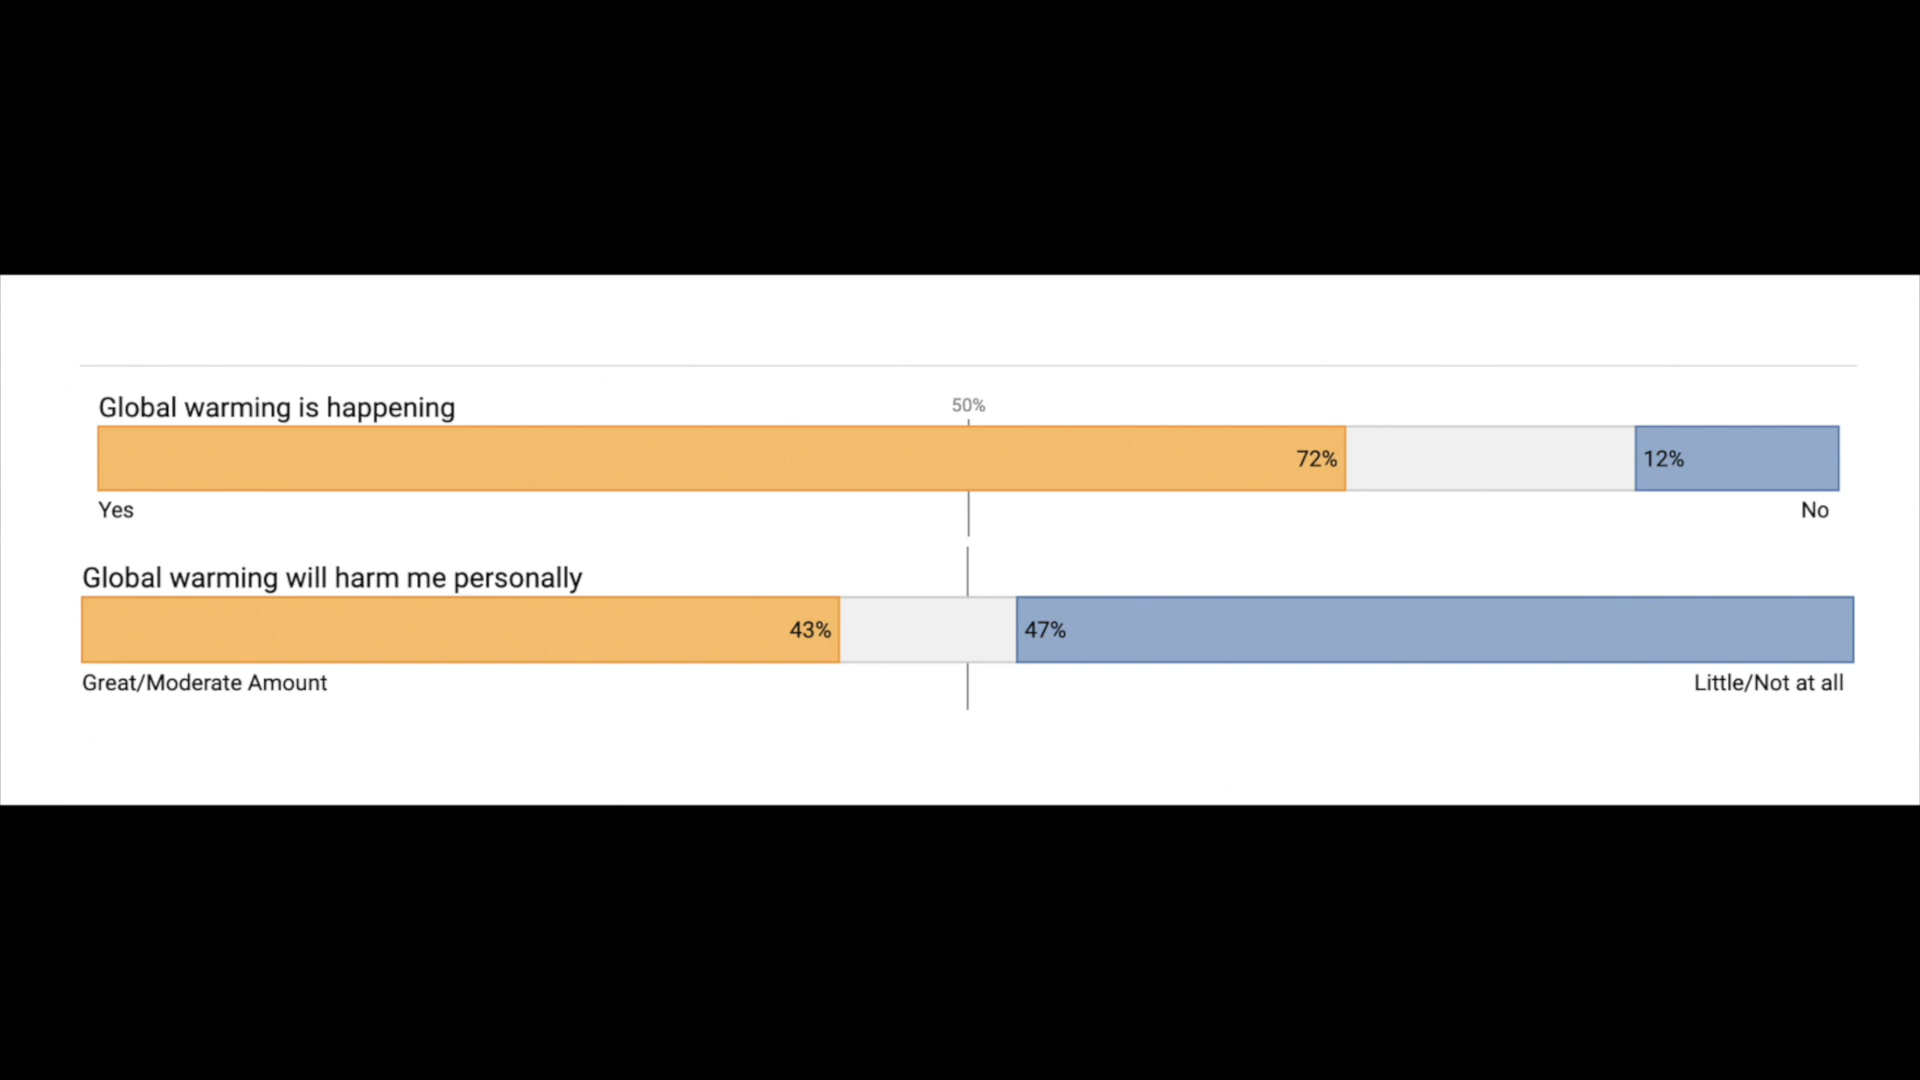 Global warming is happening
50%
72%
12%
Yes
No
Global warming will harm me personally
43%
47%
Great/Moderate Amount
Little/Not at all